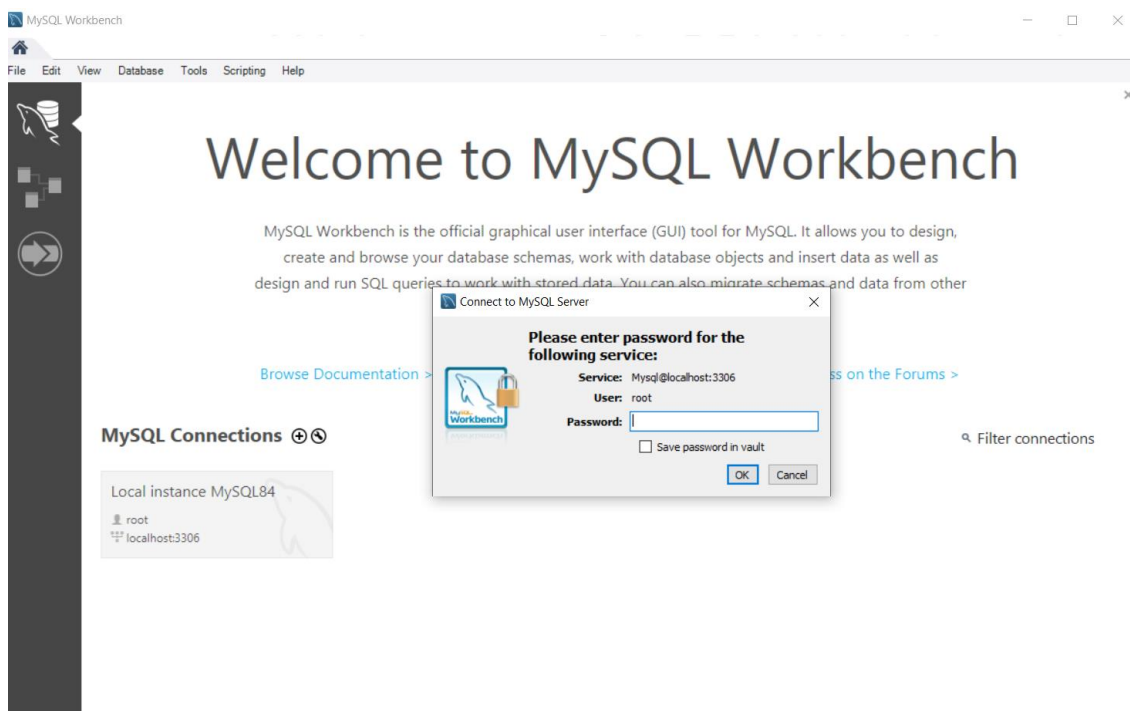 MySQL Workbench
File Edit View Database Tools Scripting Help
Welcome to MySQL Workbench
MySQL Workbench is the official graphical user interface (GUI) tool for MySQL. It allows you to design,
create and browse your database schemas, work with database objects and insert data as well as
design and run SQL queries to work with stored data. You can also migrate schemas and data from other
Connect to MySQL Server
Please enter password for the
following service:
Service: Mysql@localhost:3306
User: root
Password:
Save password in vault
OK Cancel
MySQL
Workbench
Browse Documentation >
ss on the Forums >
MySQL Connections
Filter connections
Local instance MySQL84
root
localhost:3306